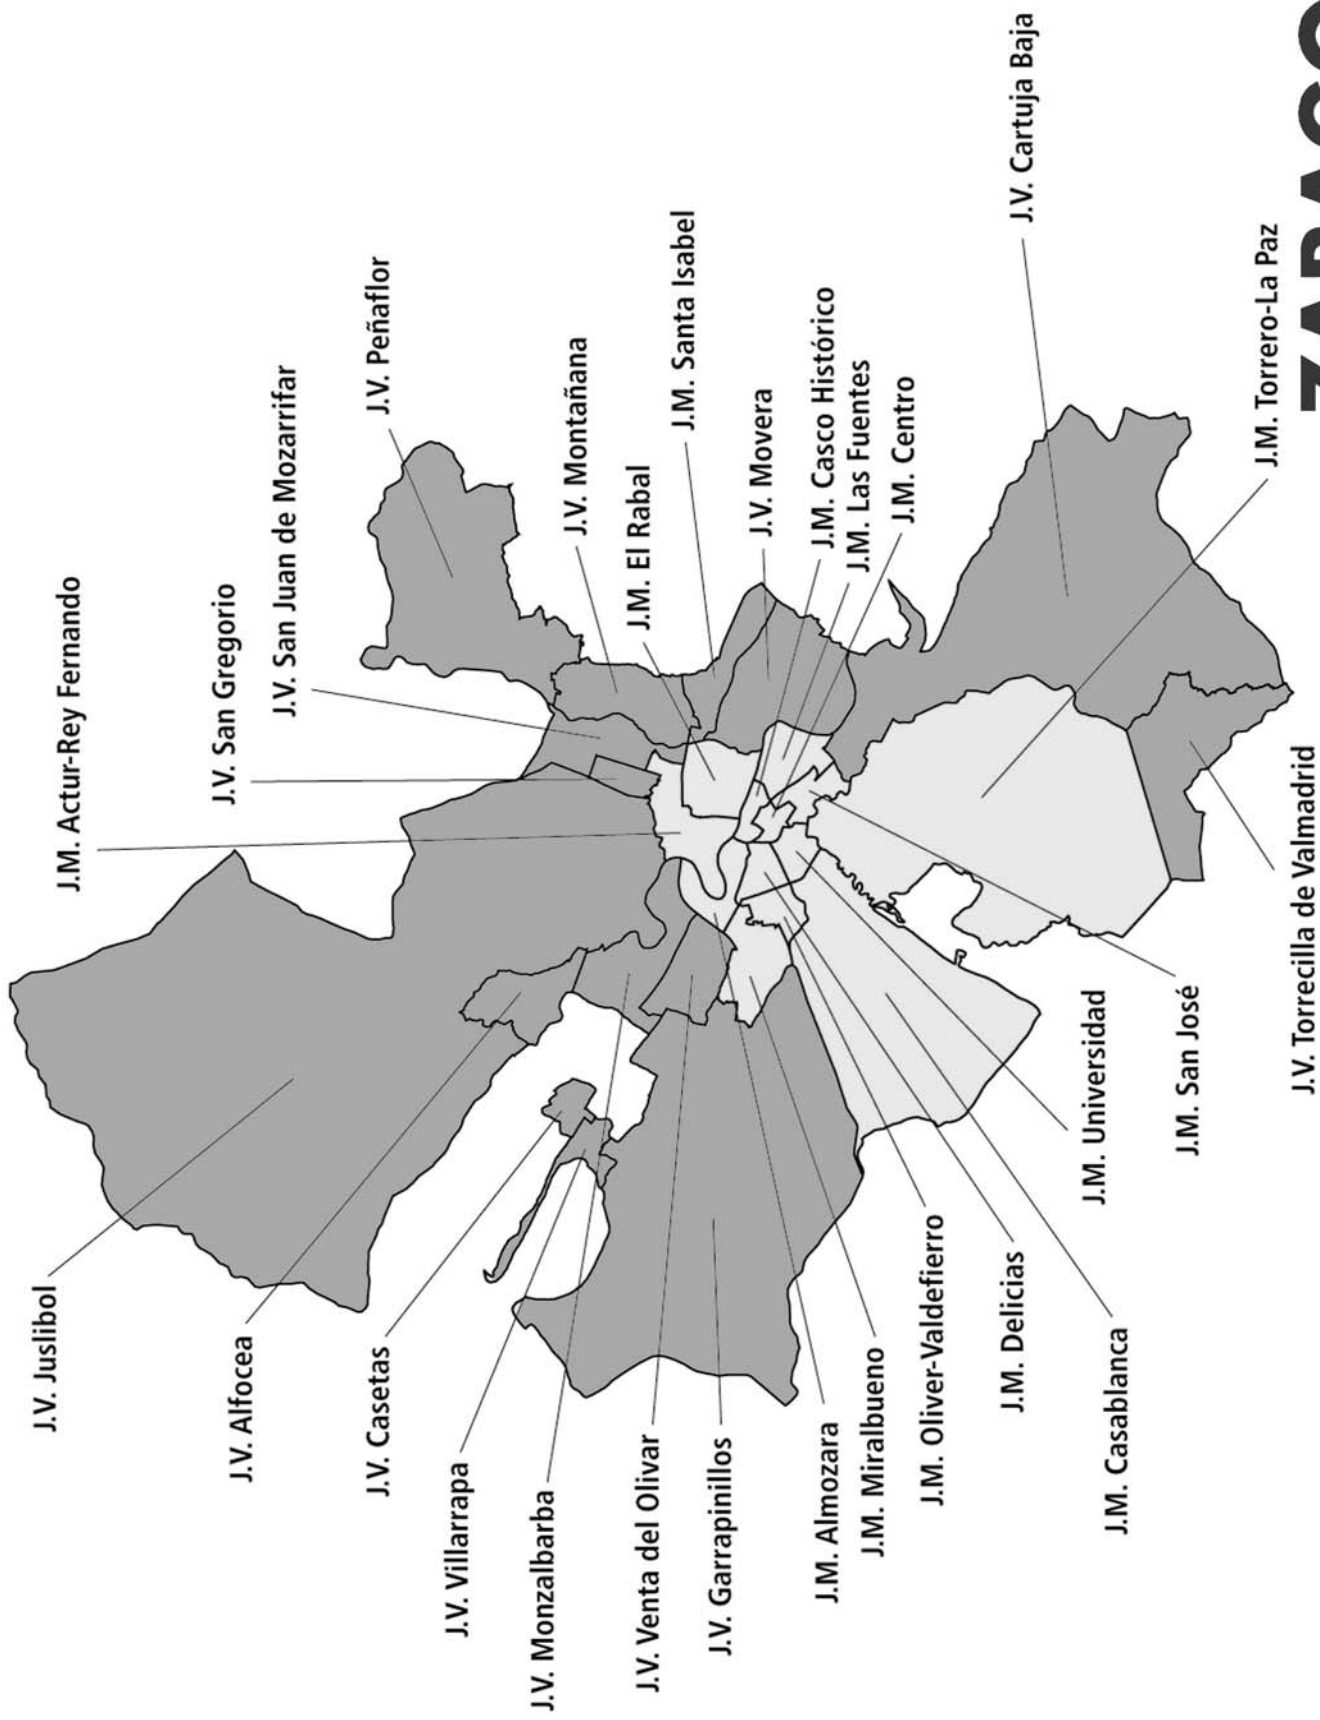 J.V. Juslibol
J.M. Actur-Rey Fernando
J.V. San Gregorio
J.V. Alfocea
J.V. San Juan de Mozarrifar
J.V. Casetas
J.V. Peñaflor
J.V. Villarrapa
J.V. Monzalbarba
J.V. Montañana
J.M. El Rabal
J.V. Venta del Olivar
J.M. Santa Isabel
J.V. Garrapinillos
J.V. Movera
J.M. Almozara
J.M. Casco Histórico
J.M. Miralbueno
J.M. Las Fuentes
J.M. Centro
J.M. Oliver-Valdefierro
J.M. Delicias
J.V. Cartuja Baja
J.M. Universidad
J.M. Casablanca
J.M. San José
J.M. Torrero-La Paz
J.V. Torrecilla de Valmadrid